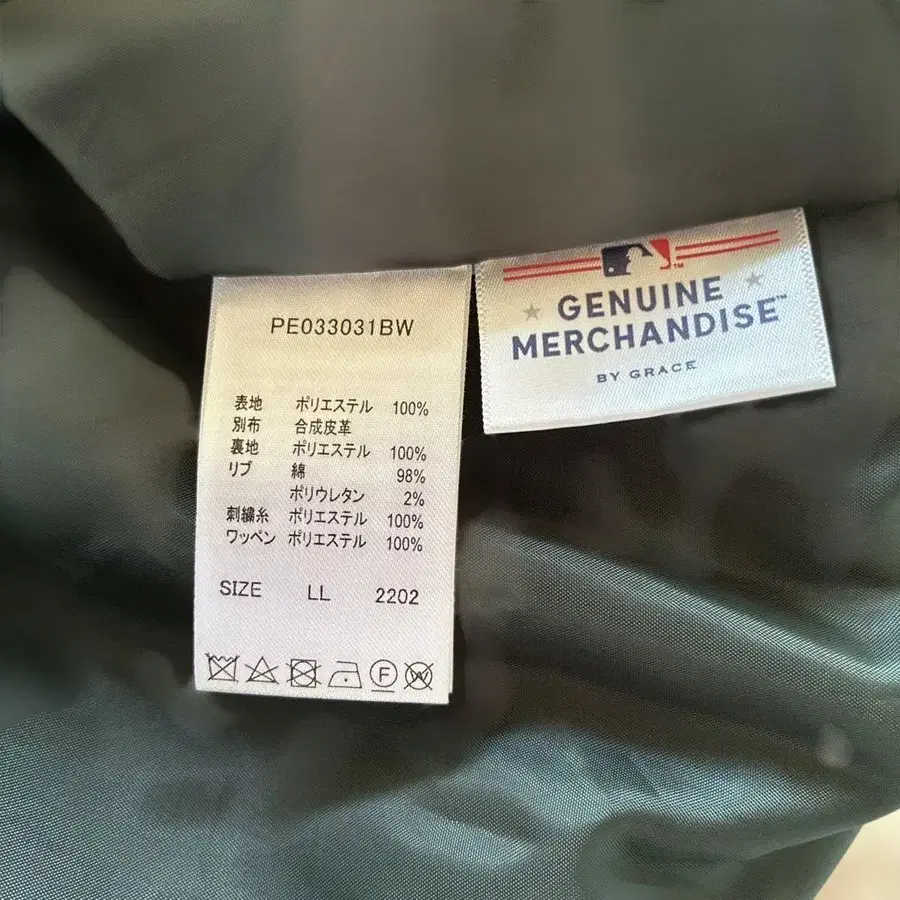 PE033031BW
表地 ポリエステル 100%
別布 合成皮革
裏地 ポリエステル 100%
リブ 綿 98%
ポリウレタン 2%
刺繍糸 ポリエステル 100%
ワッペン ポリエステル 100%
SIZE LL 2202
F W
GENUINE
MERCHANDISE™
BY GRACE